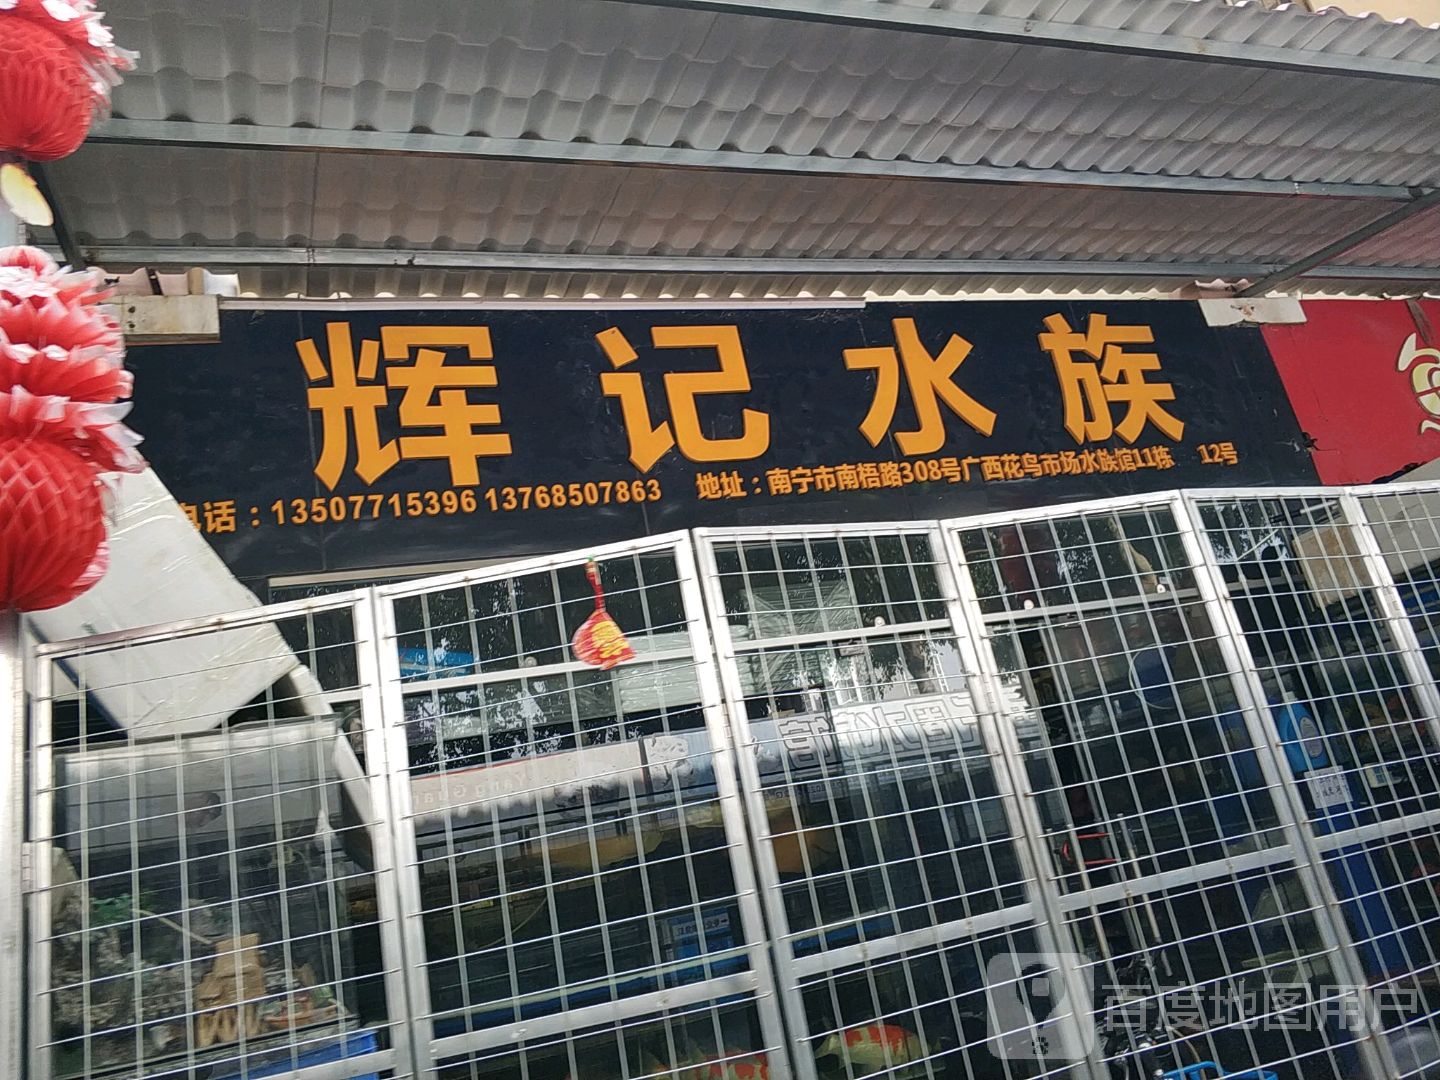 辉记水族
电话：13507715396 13768507863
地址：南宁市南梧路308号广西花鸟市场水族馆11栋 12号
百度地图用户